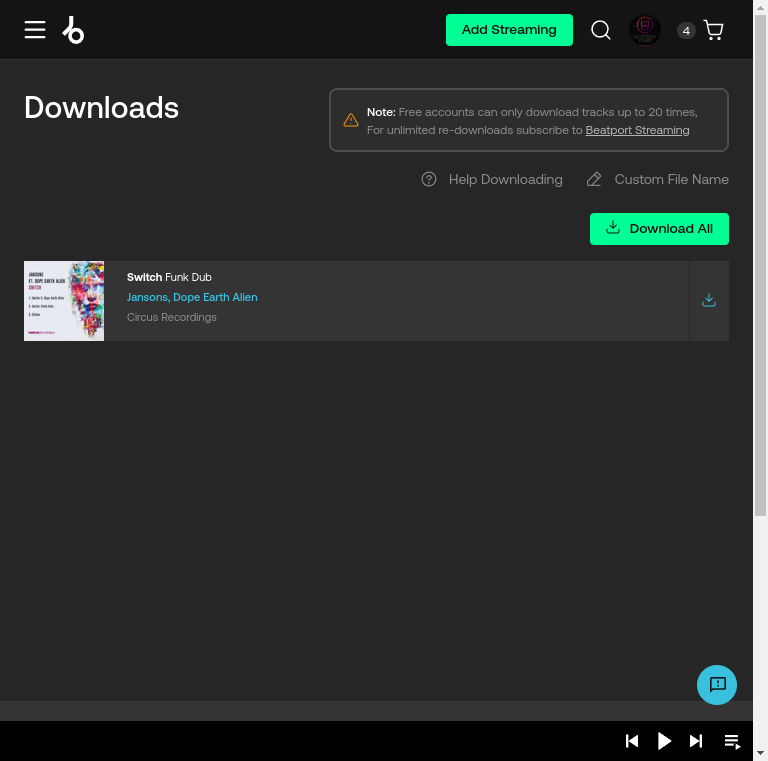 Add Streaming
4
Downloads
Note: Free accounts can only download tracks up to 20 times,
For unlimited re-downloads subscribe to Beatport Streaming
Help Downloading
Custom File Name
Download All
JANSONS
FT. DOPE EARTH ALIEN
SWITCH
Switch Funk Dub
Jansons, Dope Earth Alien
Circus Recordings